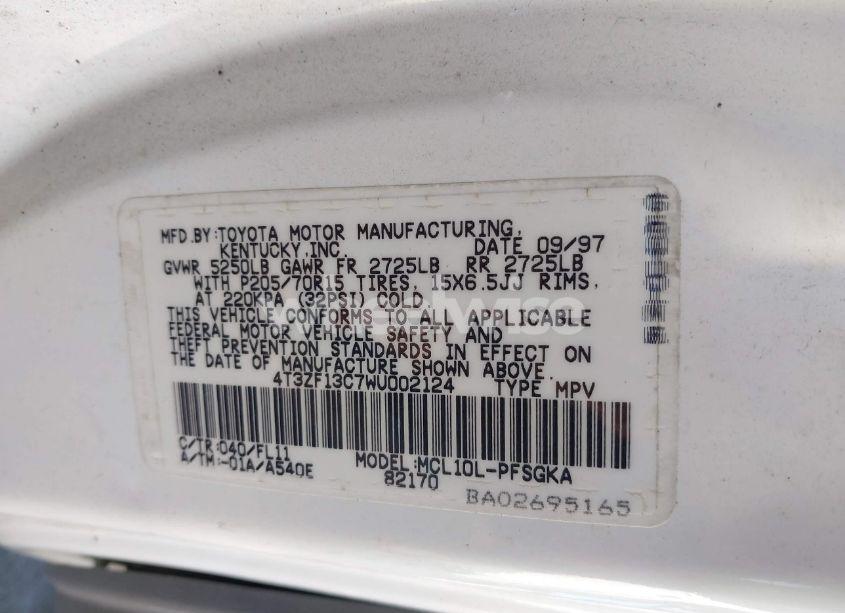 MFD.BY:TOYOTA MOTOR MANUFACTURING,
KENTUCKY,INC. DATE 09/97
GVWR 5250LB GAWR FR 2725LB RR 2725LB
WITH P205/70R15 TIRES, 15X6.5JJ RIMS,
AT 220KPA (32PSI) COLD.
THIS VEHICLE CONFORMS TO ALL APPLICABLE
FEDERAL MOTOR VEHICLE SAFETY AND
THEFT PREVENTION STANDARDS IN EFFECT ON
THE DATE OF MANUFACTURE SHOWN ABOVE.
4T3ZF13C7WU002124 TYPE MPV
C/TR:040/FL11
A/TM:-01A/A540E
MODEL:MCL10L-PFSGKA
82170
BA02695165